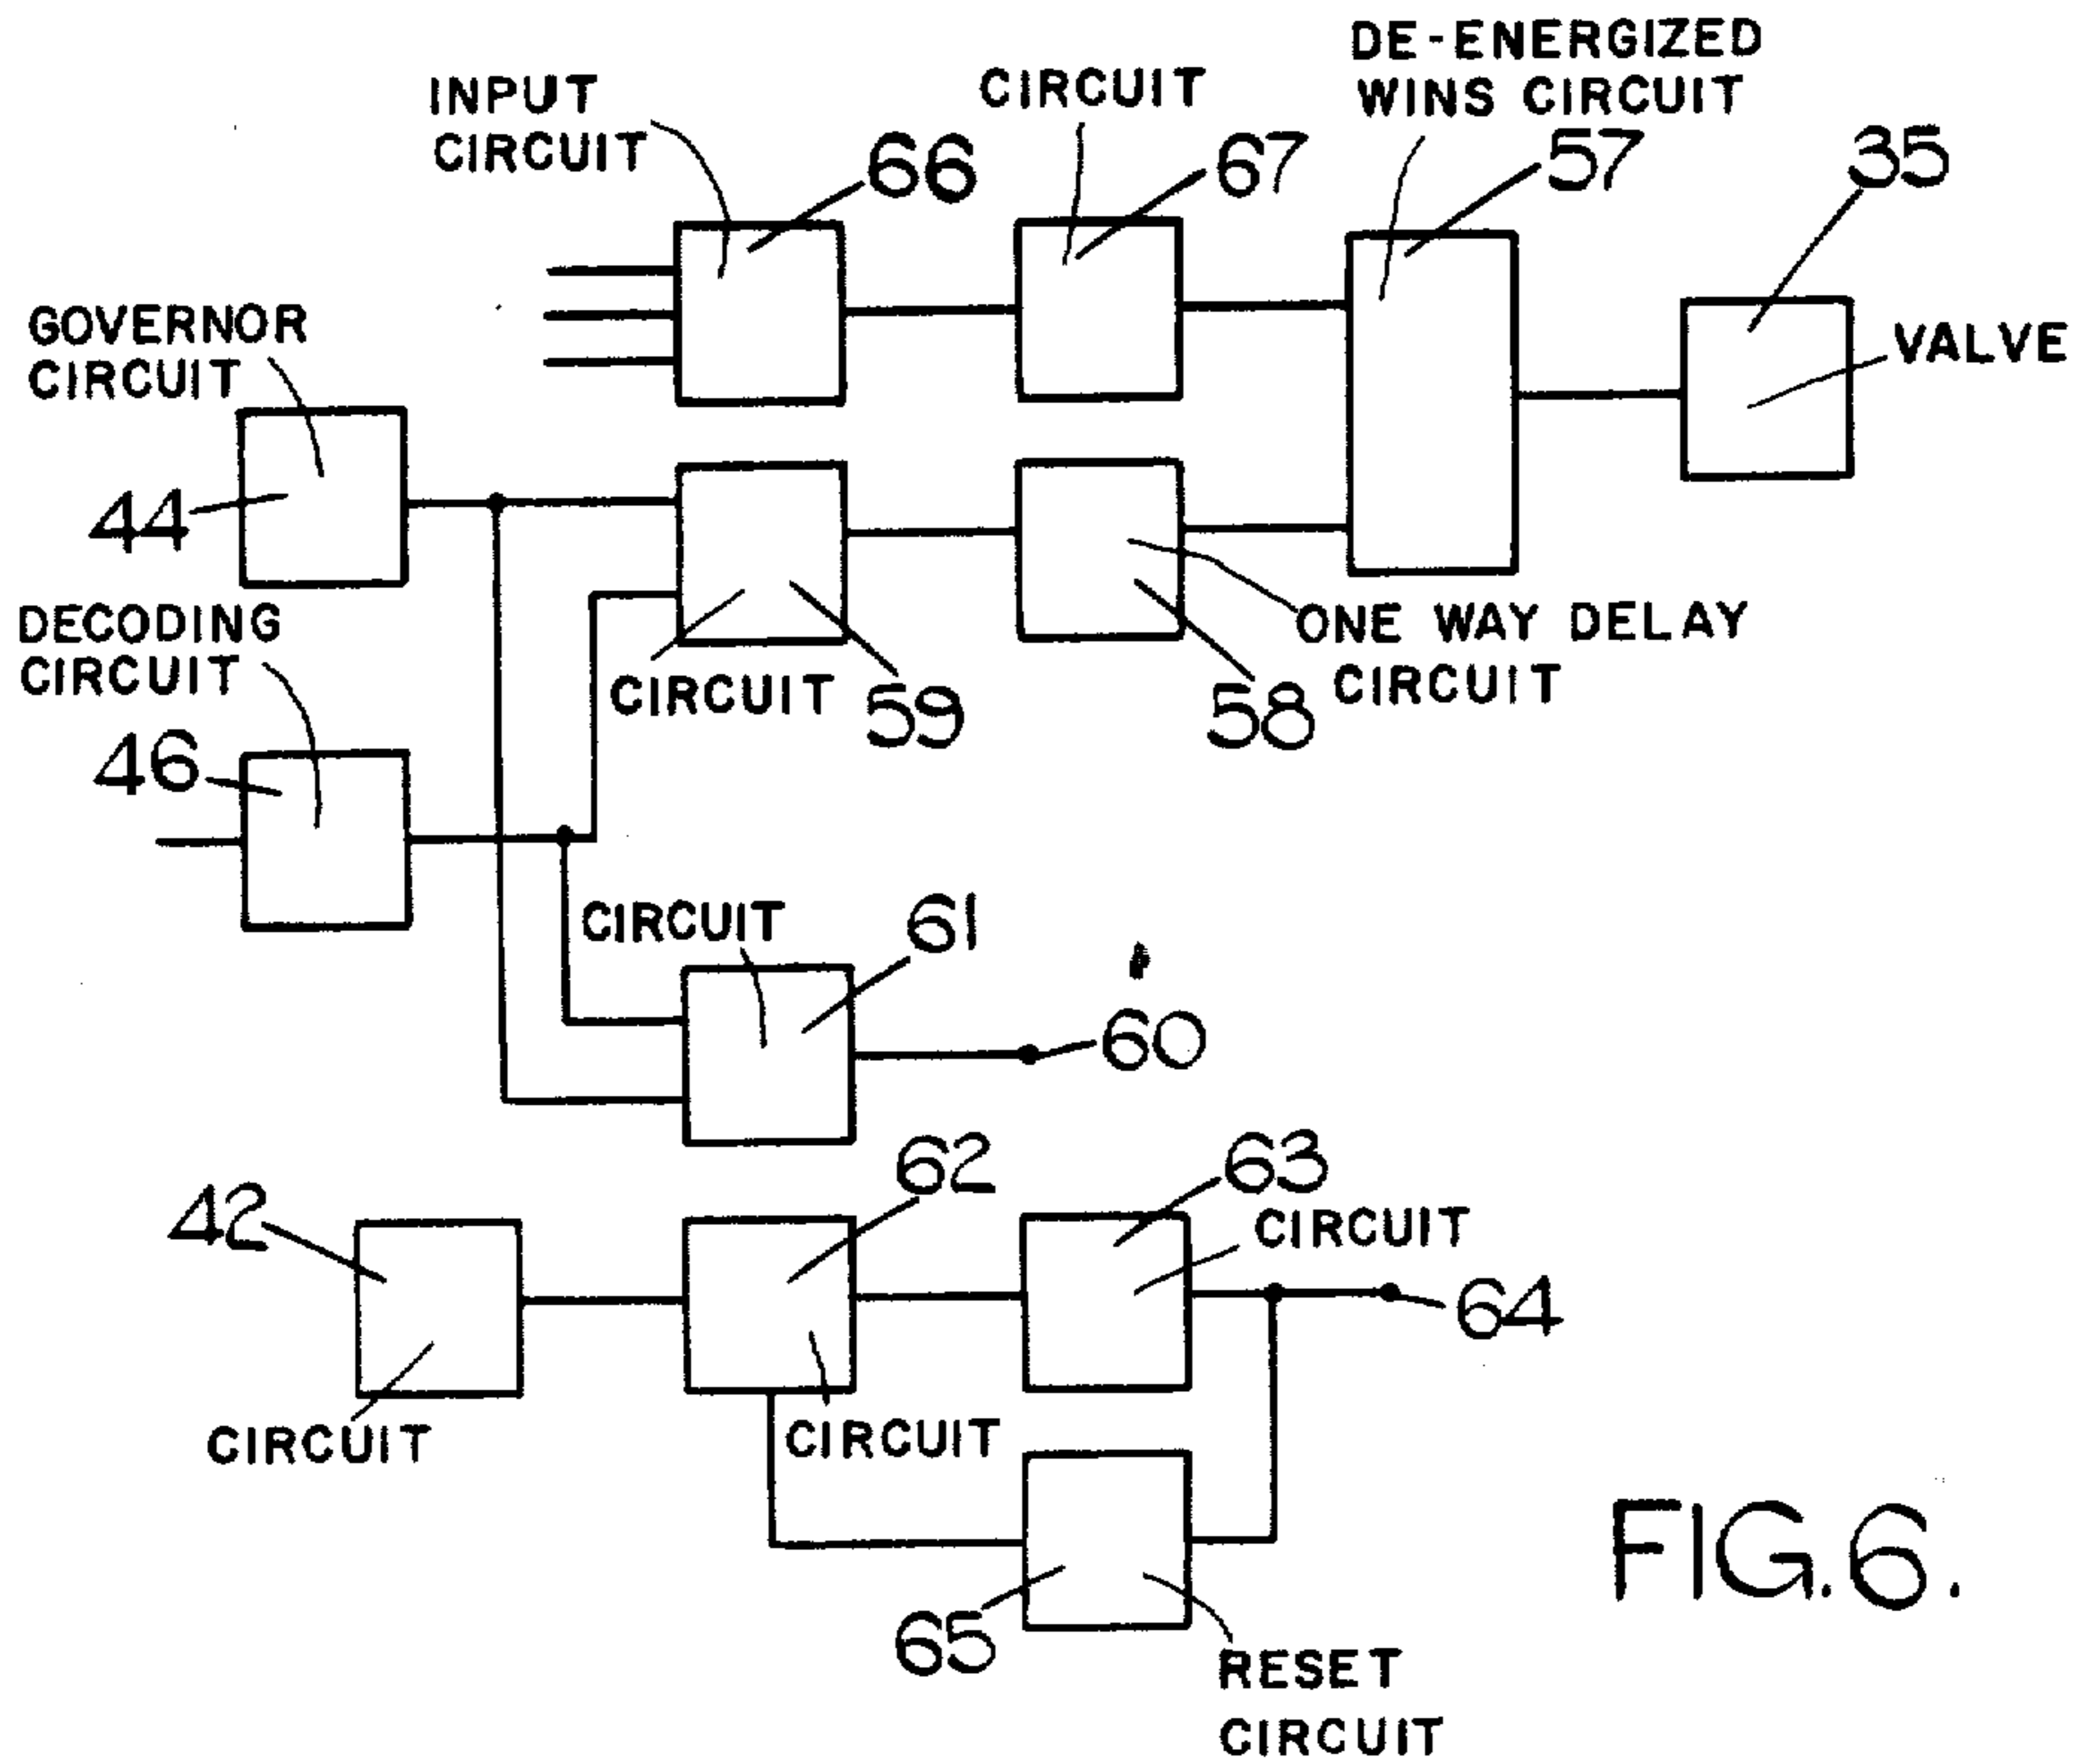 DE-ENERGIZED
WINS CIRCUIT
INPUT
CIRCUIT
CIRCUIT
66
67
57
35
GOVERNOR
CIRCUIT
VALVE
44
DECODING
CIRCUIT
ONE WAY DELAY
CIRCUIT
CIRCUIT
59
58
46
CIRCUIT
61
60
62
63
42
CIRCUIT
64
CIRCUIT
CIRCUIT
65
RESET
CIRCUIT
FIG.6.